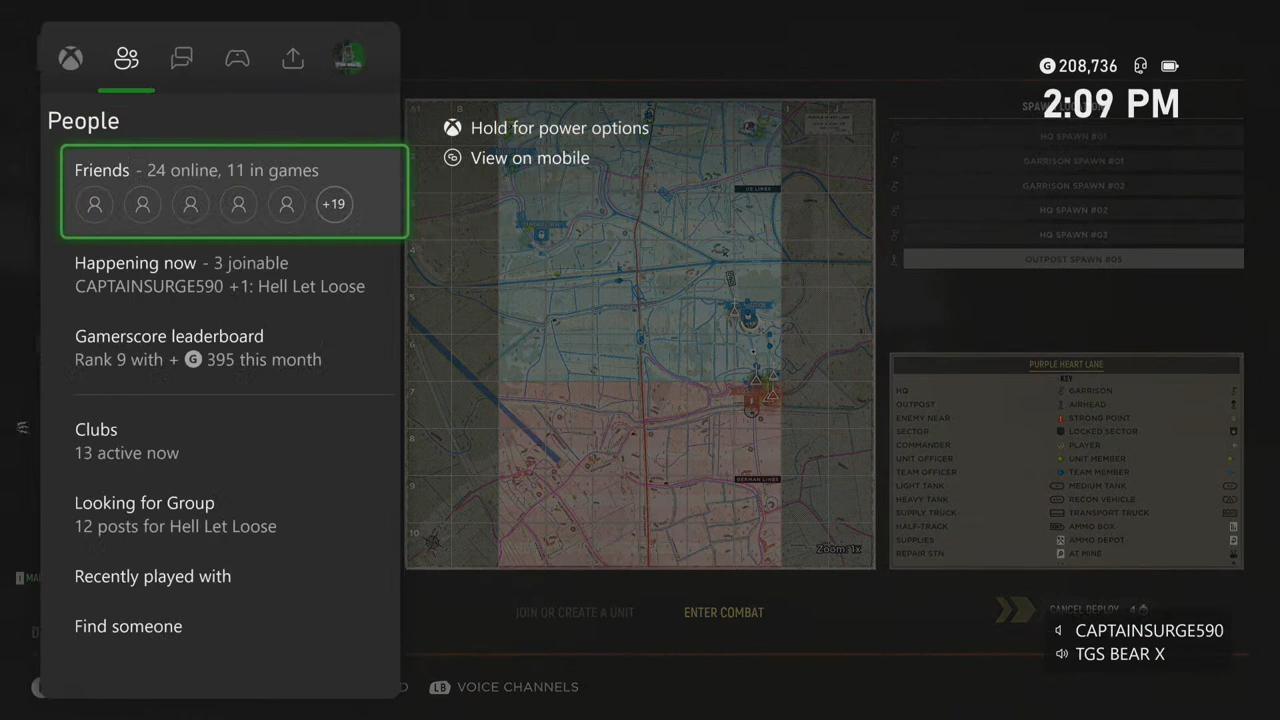 People
Friends - 24 online, 11 in games
+19
Happening now - 3 joinable
CAPTAINSURGE590 +1: Hell Let Loose
Gamerscore leaderboard
Rank 9 with + G 395 this month
Clubs
13 active now
Looking for Group
12 posts for Hell Let Loose
Recently played with
Find someone
Hold for power options
View on mobile
G 208,736
2:09 PM
HQ SPAWN #01
GARRISON SPAWN #01
GARRISON SPAWN #02
HQ SPAWN #02
HQ SPAWN #03
OUTPOST SPAWN #05
US LINES
GERMAN LINES
Zoom: 1x
PURPLE HEART LANE
KEY
HQ GARRISON
OUTPOST AIRHEAD
ENEMY NEAR STRONG POINT
SECTOR LOCKED SECTOR
COMMANDER PLAYER
UNIT OFFICER UNIT MEMBER
TEAM OFFICER TEAM MEMBER
LIGHT TANK MEDIUM TANK
HEAVY TANK RECON VEHICLE
SUPPLY TRUCK TRANSPORT TRUCK
HALF-TRACK AMMO BOX
SUPPLIES AMMO DEPOT
REPAIR STN AT MINE
JOIN OR CREATE A UNIT
ENTER COMBAT
CANCEL DEPLOY 4
CAPTAINSURGE590
TGS BEAR X
LB VOICE CHANNELS